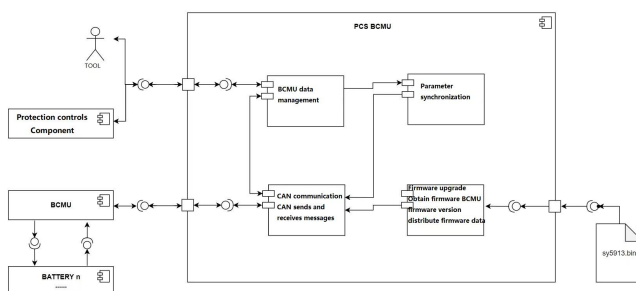 PCS BCMU
TOOL
BCMU data
management
Parameter
synchronization
Protection controls
Component
BCMU
CAN communication
CAN sends and
receives messages
Firmware upgrade
Obtain firmware BCMU
firmware version
distribute firmware data
sy5913.bin
BATTERY n